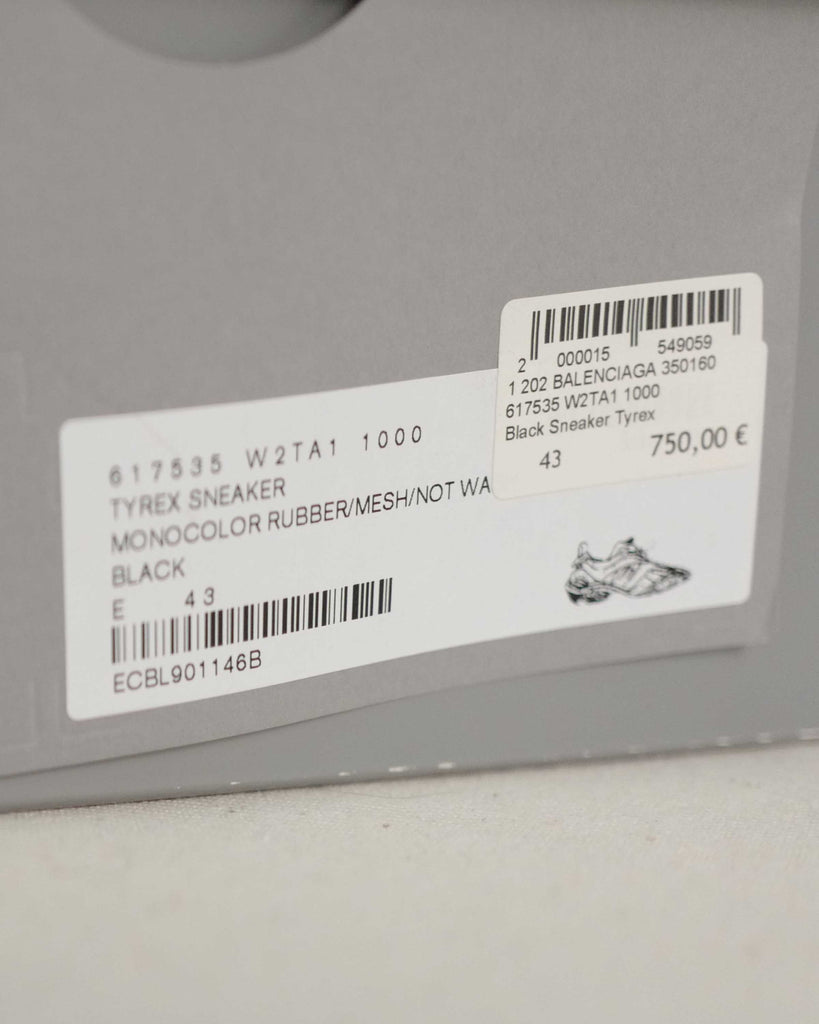 2 000015 549059
1 202 BALENCIAGA 350160
617535 W2TA1 1000
Black Sneaker Tyrex
43 750,00 €
617535 W2TA1 1000
TYREX SNEAKER
MONOCOLOR RUBBER/MESH/NOT WA
BLACK
E 43
ECBL901146B